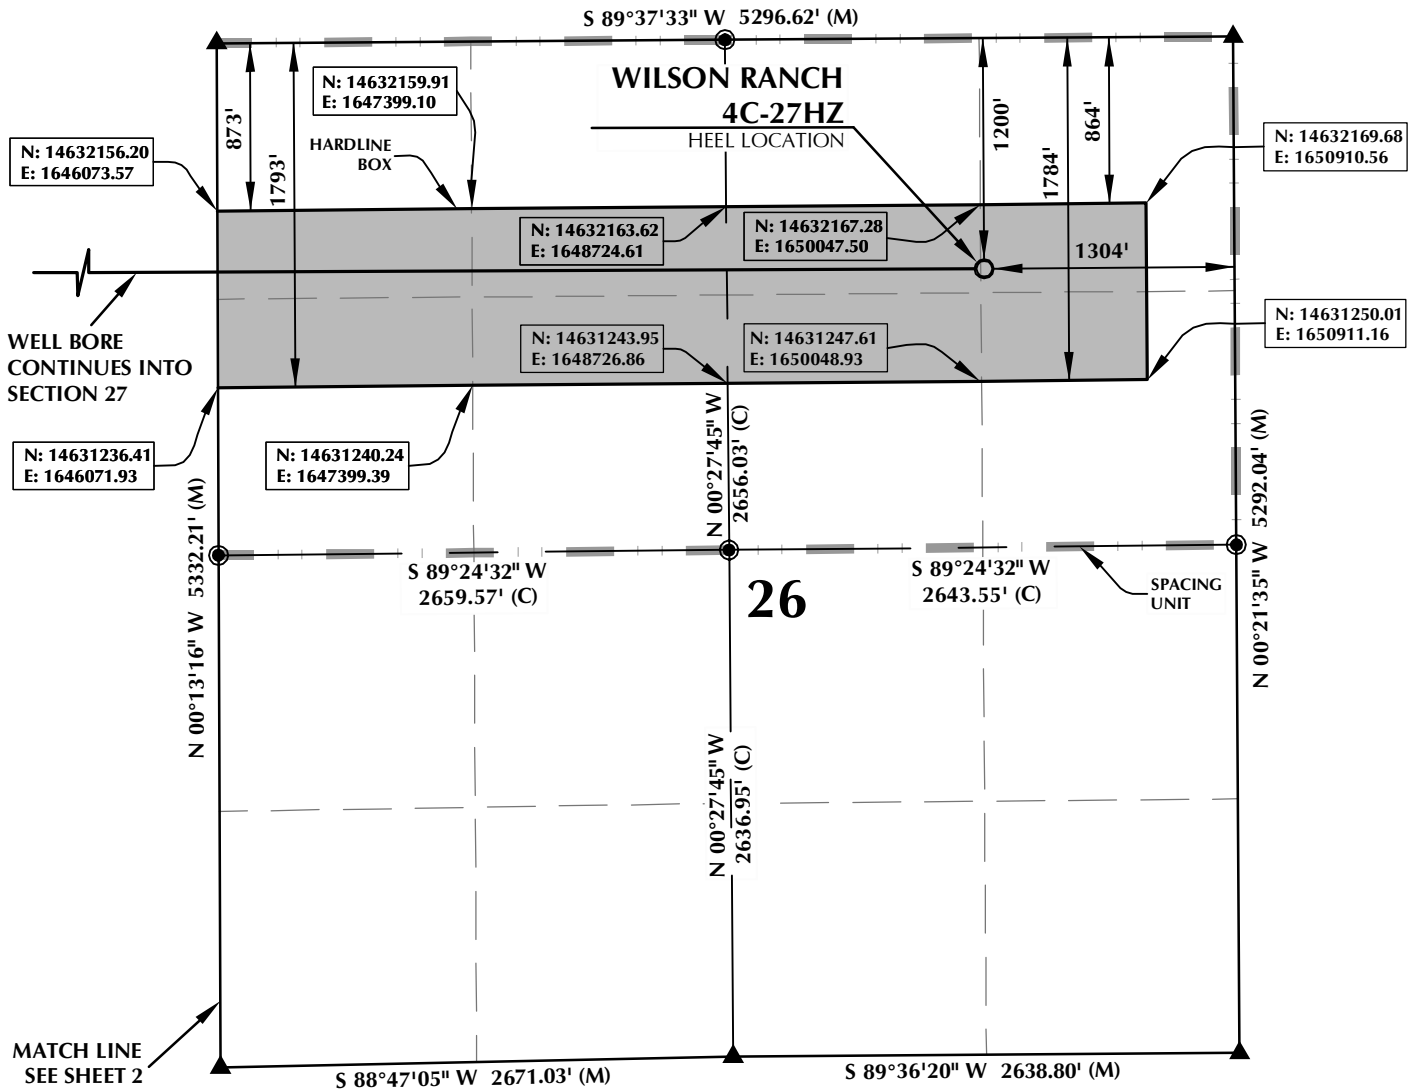 S 89°37'33" W 5296.62' (M)
WILSON RANCH
4C-27HZ
HEEL LOCATION
N: 14632159.91
E: 1647399.10
HARDLINE
BOX
873'
1793'
1200'
1784'
864'
N: 14632156.20
E: 1646073.57
N: 14632169.68
E: 1650910.56
N: 14632163.62
E: 1648724.61
N: 14632167.28
E: 1650047.50
1304'
WELL BORE
CONTINUES INTO
SECTION 27
N: 14631243.95
E: 1648726.86
N: 14631247.61
E: 1650048.93
N: 14631250.01
E: 1650911.16
N: 14631236.41
E: 1646071.93
N: 14631240.24
E: 1647399.39
N 00°27'45" W
2656.03' (C)
N 00°13'16" W 5332.21' (M)
N 00°21'35" W 5292.04' (M)
S 89°24'32" W
2659.57' (C)
S 89°24'32" W
2643.55' (C)
SPACING
UNIT
26
N 00°27'45" W
2636.95' (C)
MATCH LINE
SEE SHEET 2
S 88°47'05" W 2671.03' (M)
S 89°36'20" W 2638.80' (M)